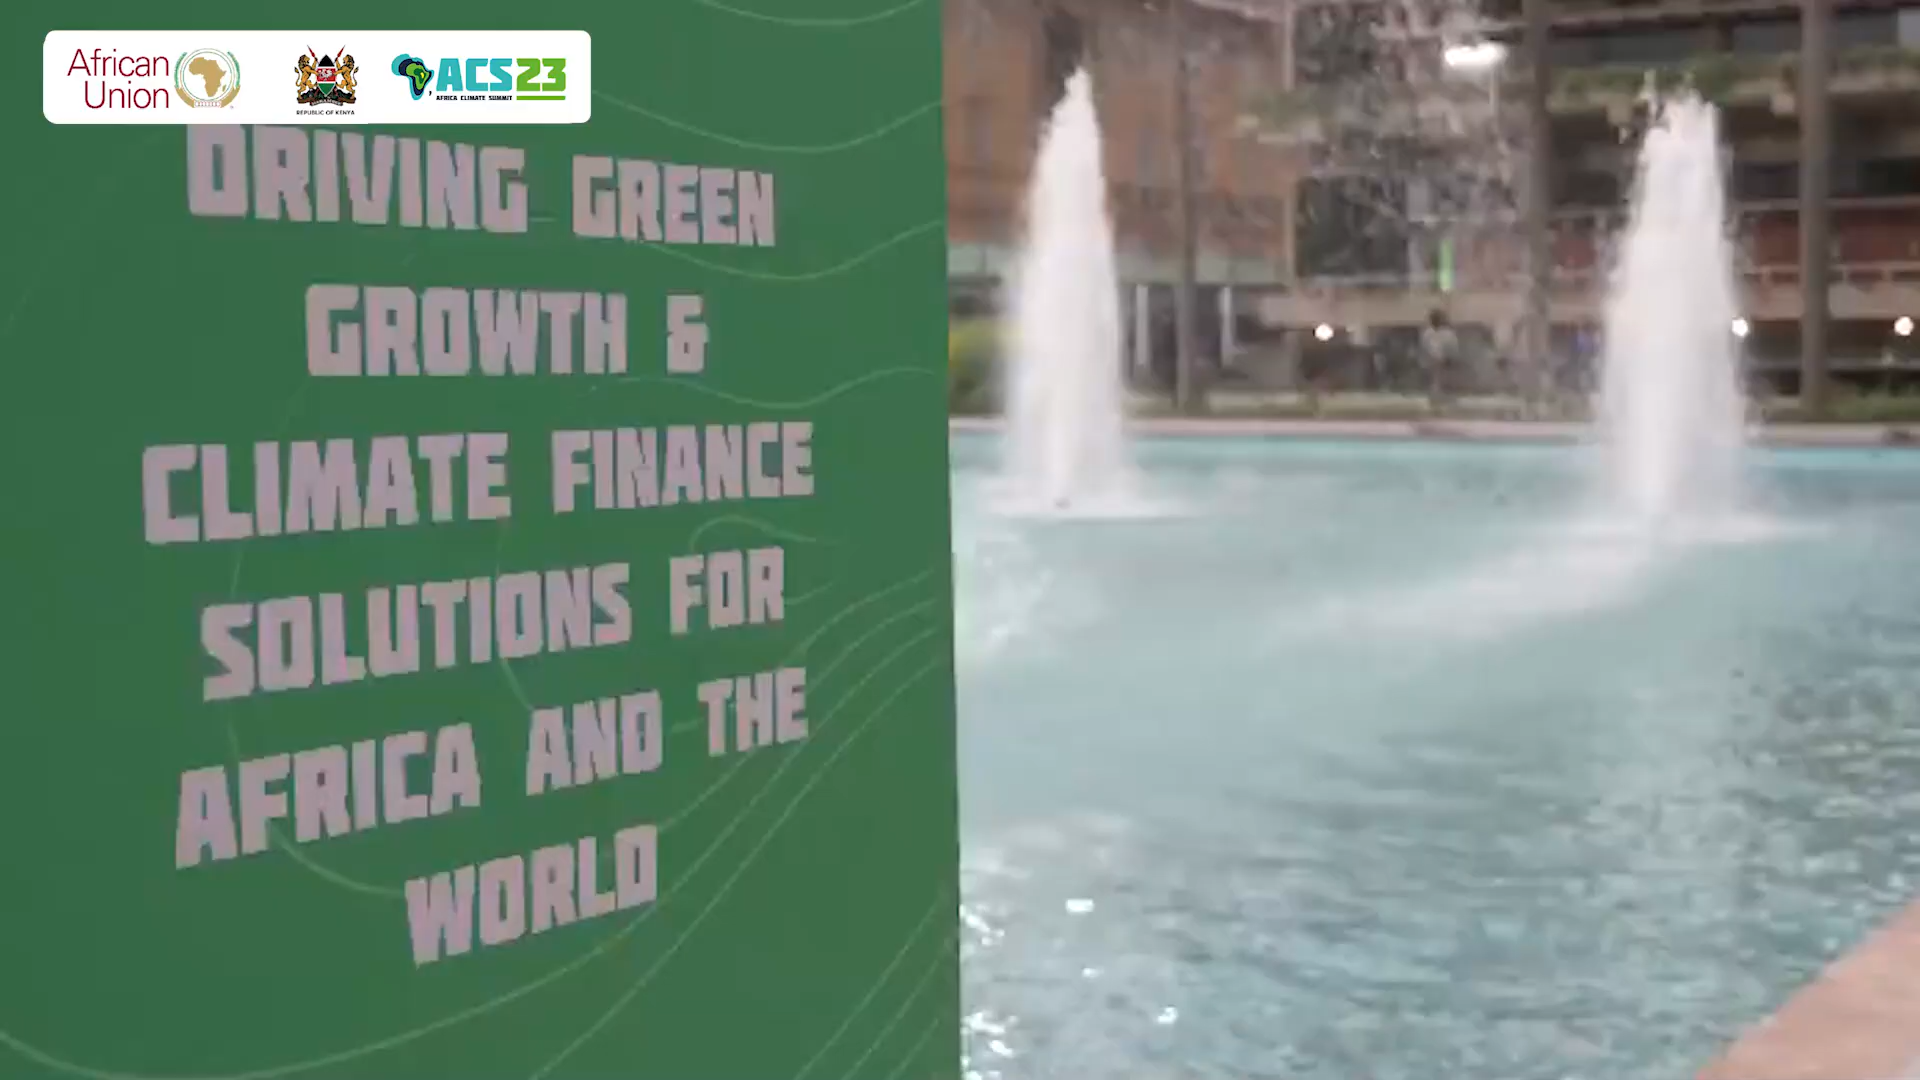 African
Union
REPUBLIC OF KENYA
ACS23
AFRICA CLIMATE SUMMIT
DRIVING GREEN
GROWTH &
CLIMATE FINANCE
SOLUTIONS FOR
AFRICA AND THE
WORLD